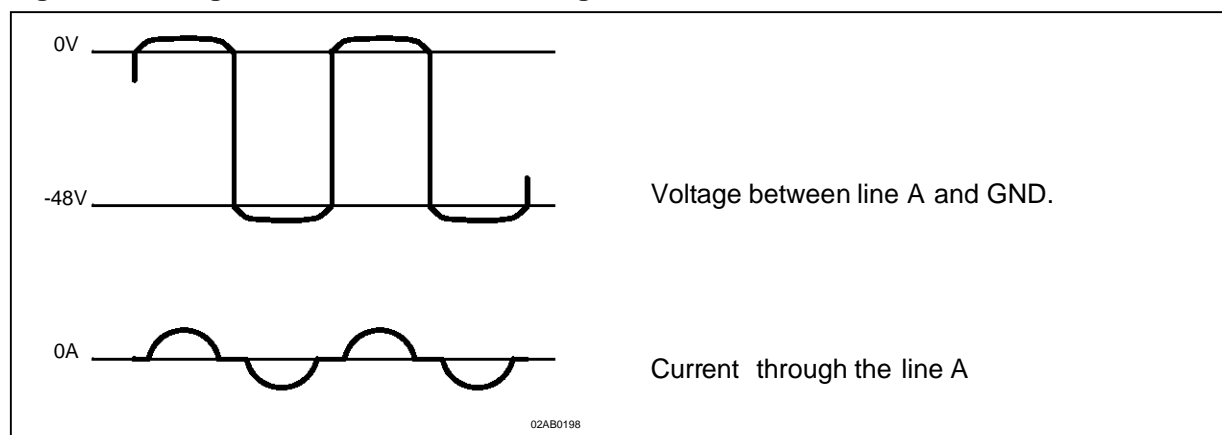 0V
-48V
Voltage between line A and GND.
0A
Current through the line A
02AB0198